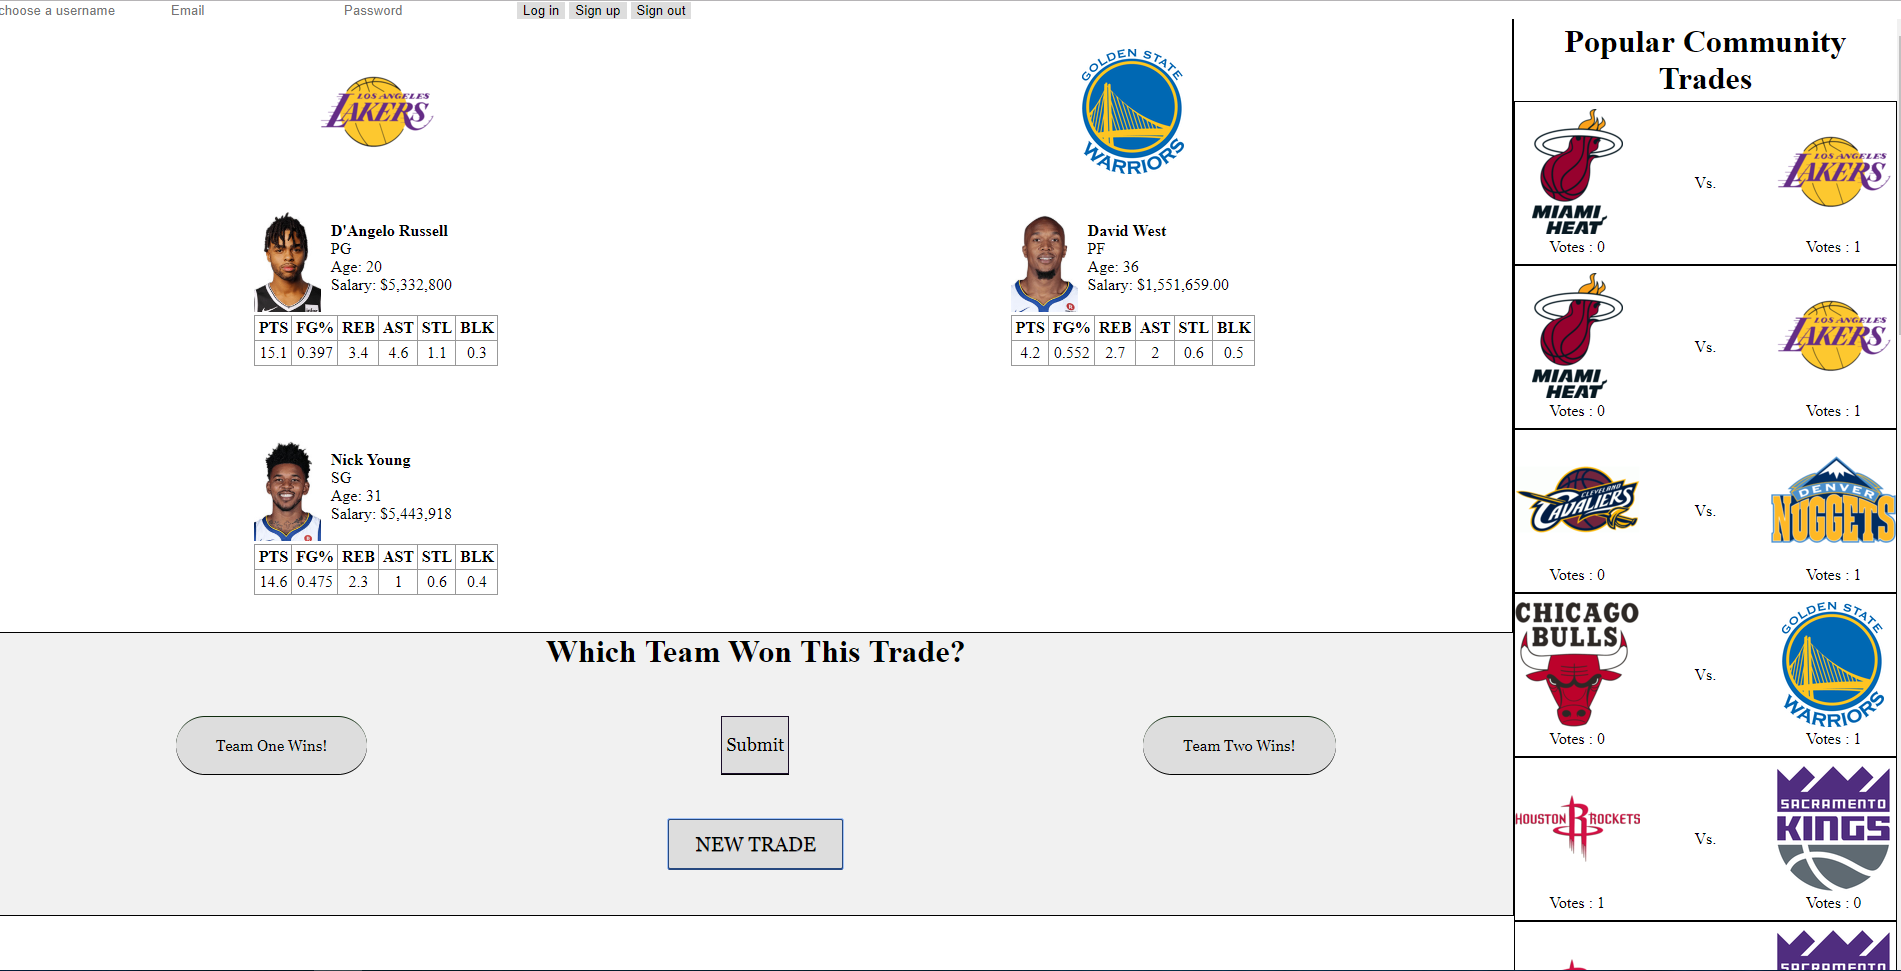 choose a username Email Password Log in Sign up Sign out
LOS ANGELES
LAKERS
D'Angelo Russell
PG
Age: 20
Salary: $5,332,800
PTS FG% REB AST STL BLK
15.1 0.397 3.4 4.6 1.1 0.3
Nick Young
SG
Age: 31
Salary: $5,443,918
PTS FG% REB AST STL BLK
14.6 0.475 2.3 1 0.6 0.4
GOLDEN STATE
WARRIORS
David West
PF
Age: 36
Salary: $1,551,659.00
PTS FG% REB AST STL BLK
4.2 0.552 2.7 2 0.6 0.5
Which Team Won This Trade?
Team One Wins! Submit Team Two Wins!
NEW TRADE
Popular Community
Trades
MIAMI
HEAT
Vs.
LOS ANGELES
LAKERS
Votes : 0 Votes : 1
MIAMI
HEAT
Vs.
LOS ANGELES
LAKERS
Votes : 0 Votes : 1
CLEVELAND
CAVALIERS
Vs.
DENVER
NUGGETS
Votes : 0 Votes : 1
CHICAGO
BULLS
Vs.
GOLDEN STATE
WARRIORS
Votes : 0 Votes : 1
HOUSTON ROCKETS
Vs.
SACRAMENTO
KINGS
Votes : 1 Votes : 0
SACRAMENTO